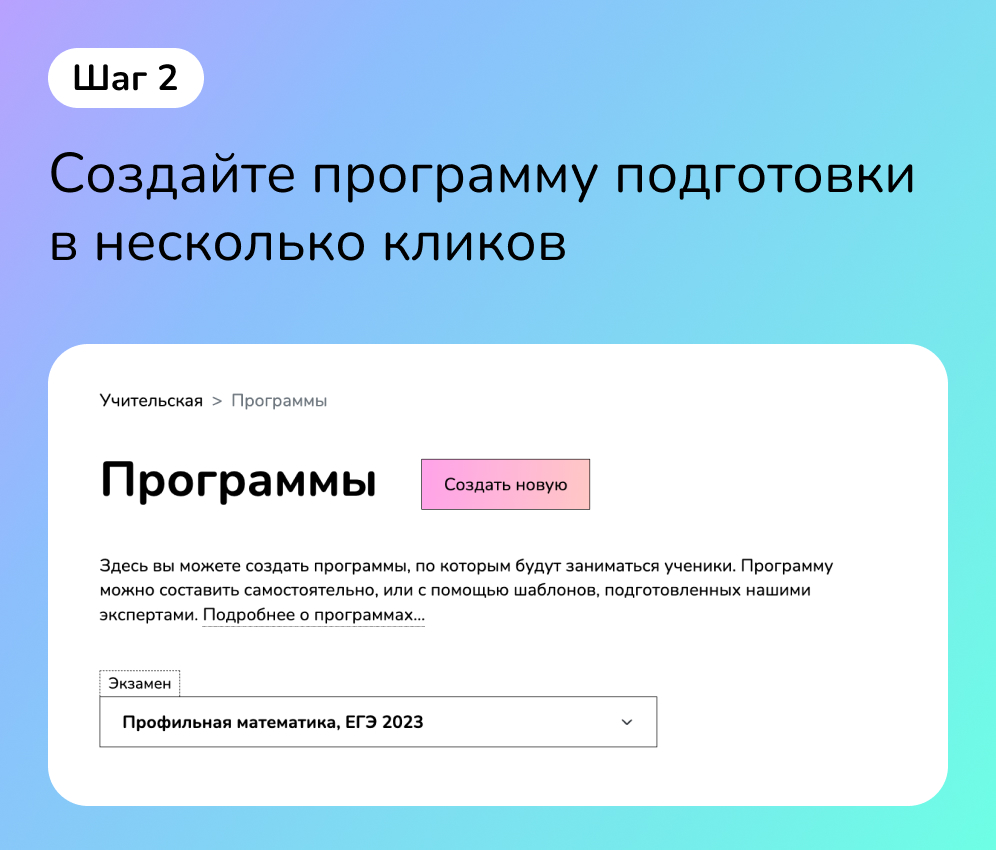 Шаг 2
Создайте программу подготовки
в несколько кликов
Учительская > Программы
Программы
Создать новую
Здесь вы можете создать программы, по которым будут заниматься ученики. Программу
можно составить самостоятельно, или с помощью шаблонов, подготовленных нашими
экспертами. Подробнее о программах...
Экзамен
Профильная математика, ЕГЭ 2023